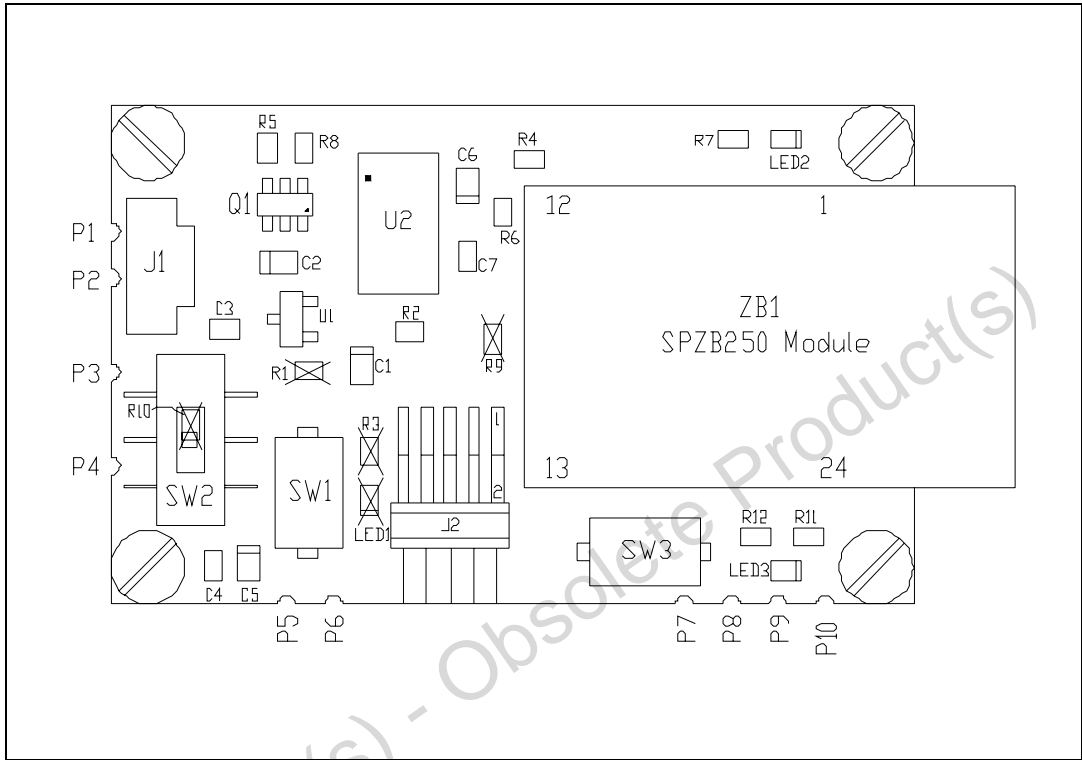 R5
R8
R4
R7
LED2
C6
Q1
U2
12
1
P1
R6
J1
C2
C7
P2
C3
U1
R2
ZB1
SPZB250 Module
R9
P3
R1
C1
R10
R3
1
P4
13
24
SW2
SW1
2
LED1
J2
SW3
R12
R11
LED3
C4
C5
P5
P6
P7
P8
P9
P10
(s) - Obsolete Product(s)